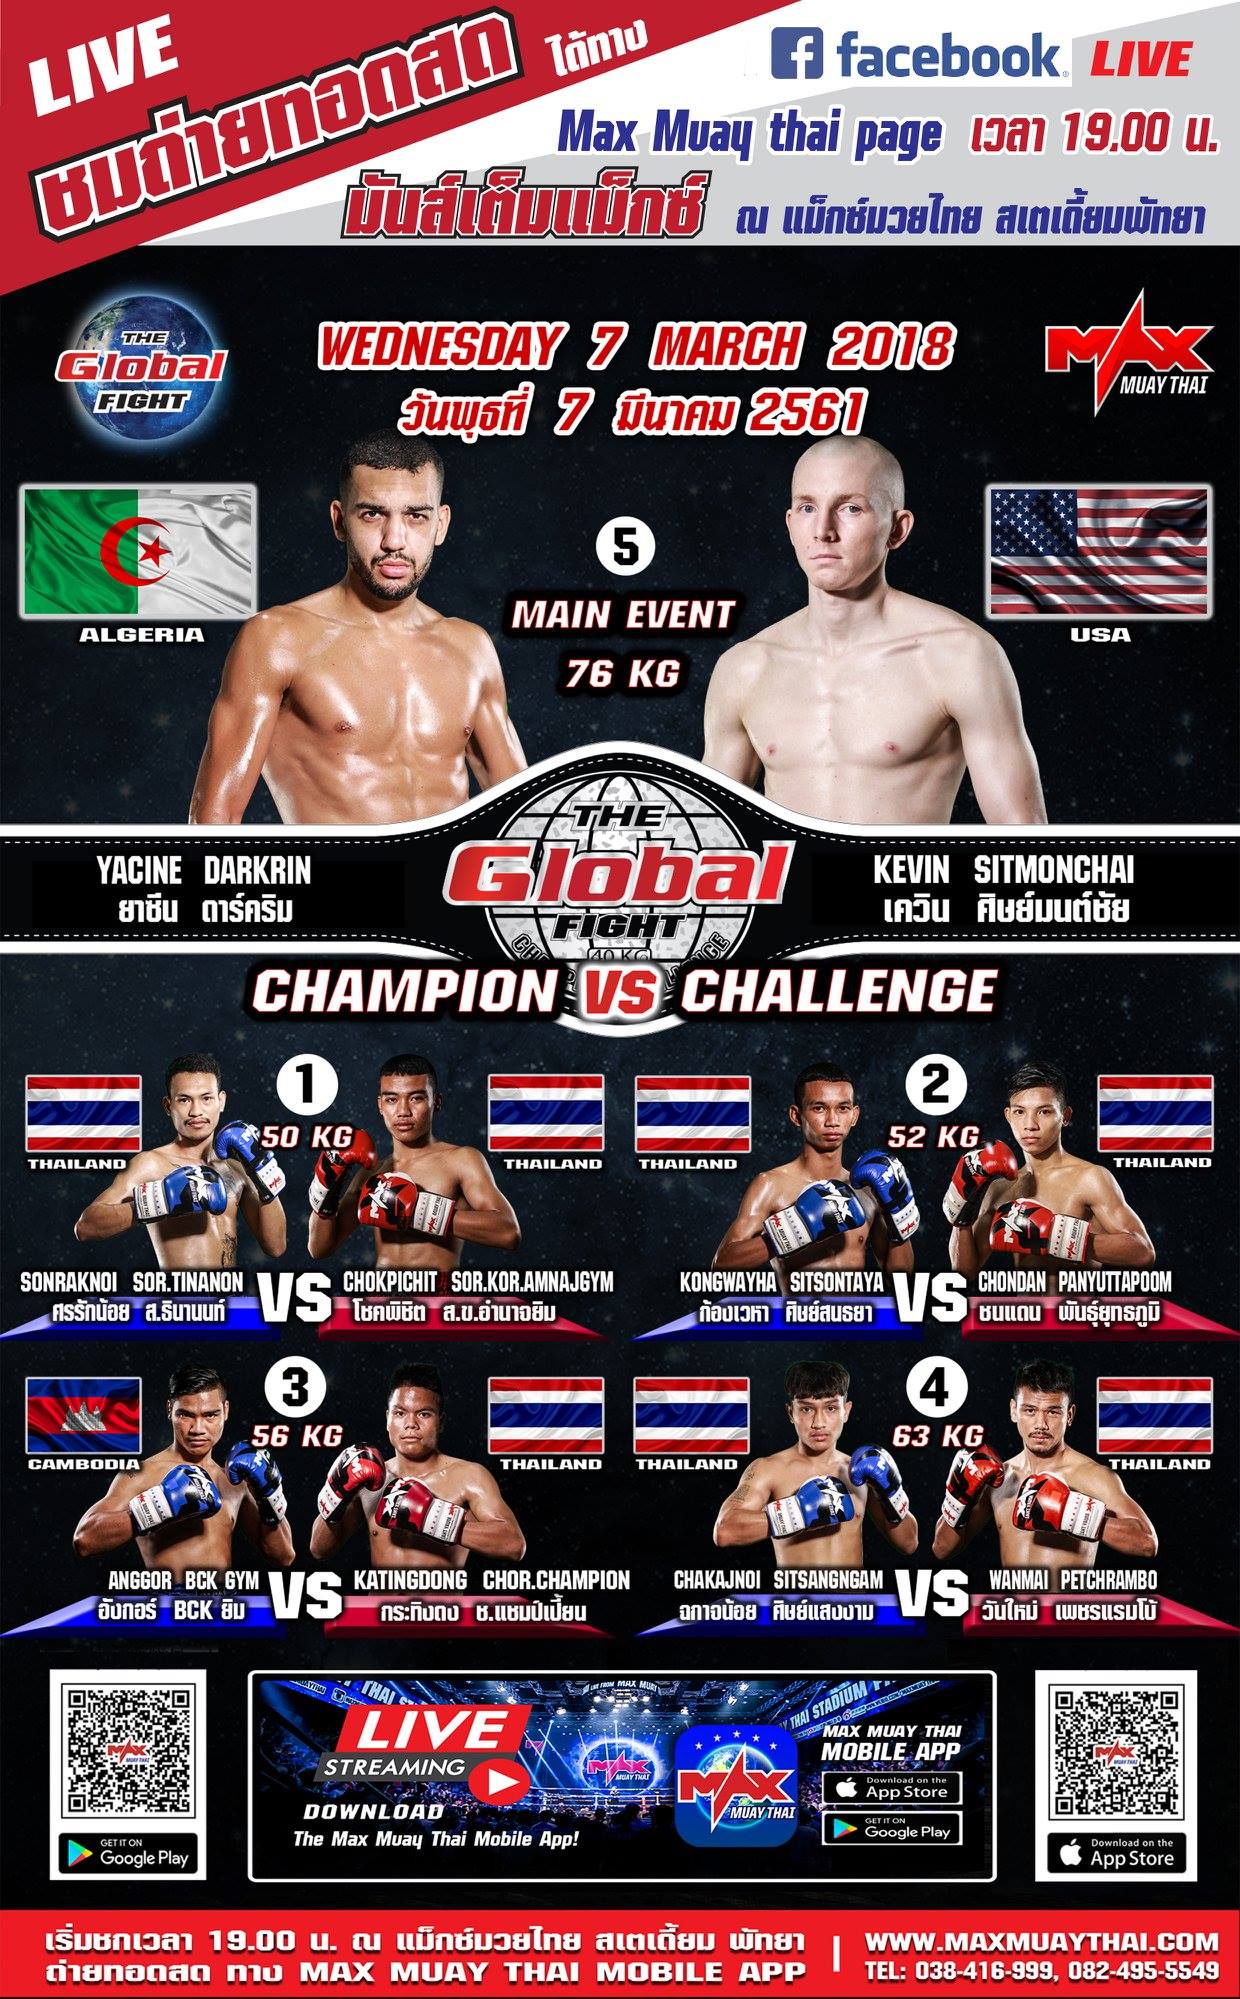 LIVE
ชมถ่ายทอดสด ได้ทาง
facebook LIVE
Max Muay thai page เวลา 19.00 น.
มันส์เต็มแม็กซ์ ณ แม็กซ์มวยไทย สเตเดี้ยมพัทยา
THE
Global
FIGHT
WEDNESDAY 7 MARCH 2018
วันพุธที่ 7 มีนาคม 2561
MAX
MUAY THAI
5
MAIN EVENT
76 KG
ALGERIA
USA
YACINE DARKRIN
ยาซีน ดาร์คริม
THE
Global
FIGHT
40 KG
KEVIN SITMONCHAI
เควิน ศิษย์มนต์ชัย
CHAMPION VS CHALLENGE
1
50 KG
THAILAND
THAILAND
SONRAKNOI SOR.TINANON VS CHOKPICHIT SOR.KOR.AMNAJGYM
ศรรักน้อย ส.ธินานนท์
โชคพิชิต ส.ข.อำนาจยิม
2
52 KG
THAILAND
THAILAND
KONGWAYHA SITSONTAYA VS CHONDAN PANYUTTAPOOM
ก้องเวหา ศิษย์สนธยา
ชนแดน พันธุ์ยุทธภูมิ
3
56 KG
CAMBODIA
THAILAND
ANGGOR BCK GYM VS KATINGDONG CHOR.CHAMPION
อังกอร์ BCK ยิม
กระทิงดง ช.แชมป์เปี้ยน
4
63 KG
THAILAND
THAILAND
CHAKAJNOI SITSANGNGAM VS WANMAI PETCHRAMBO
ฉกาจน้อย ศิษย์แสงงาม
วันใหม่ เพชรแรมโบ้
MAX
MUAY THAI
GET IT ON
Google Play
LIVE
STREAMING
DOWNLOAD
The Max Muay Thai Mobile App!
MAX
MUAY THAI
MAX
MUAY THAI
MAX MUAY THAI
MOBILE APP
Download on the
App Store
GET IT ON
Google Play
MAX
MUAY THAI
Download on the
App Store
เริ่มชกเวลา 19.00 น. ณ แม็กซ์มวยไทย สเตเดี้ยม พัทยา
ถ่ายทอดสด ทาง MAX MUAY THAI MOBILE APP
WWW.MAXMUAYTHAI.COM
TEL: 038-416-999, 082-495-5549